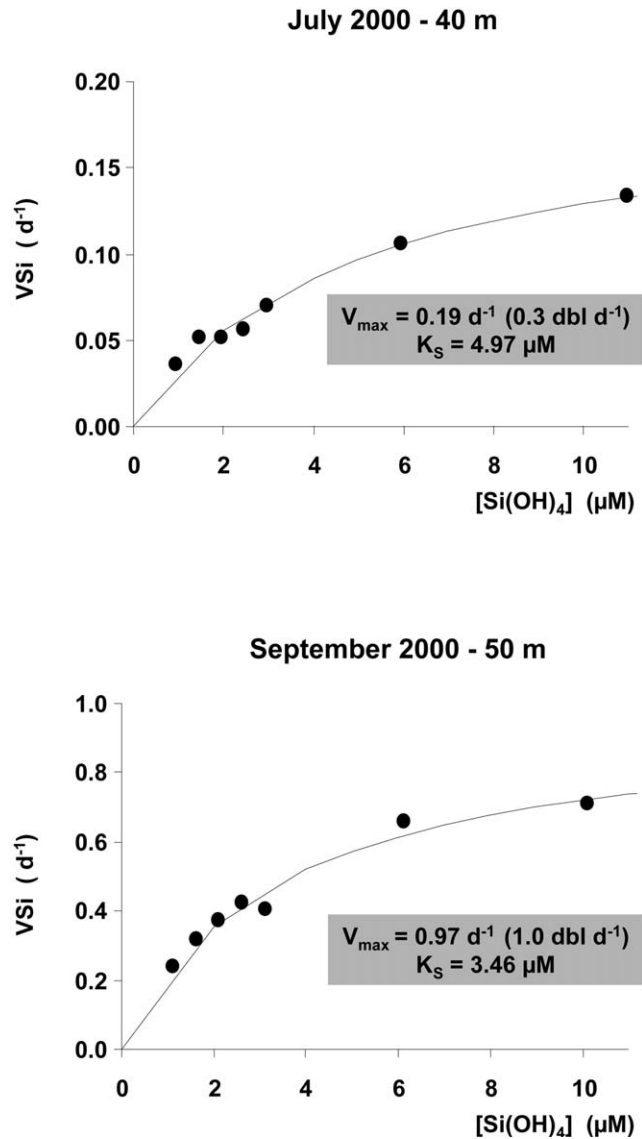 July 2000 - 40 m
0.20
0.15
0.10
0.05
0.00
VSi ( d⁻¹)
Vmax = 0.19 d⁻¹ (0.3 dbl d⁻¹)
KS = 4.97 µM
0 2 4 6 8 10
[Si(OH)₄] (µM)
September 2000 - 50 m
1.0
0.8
0.6
0.4
0.2
0.0
VSi ( d⁻¹)
Vmax = 0.97 d⁻¹ (1.0 dbl d⁻¹)
KS = 3.46 µM
0 2 4 6 8 10
[Si(OH)₄] (µM)